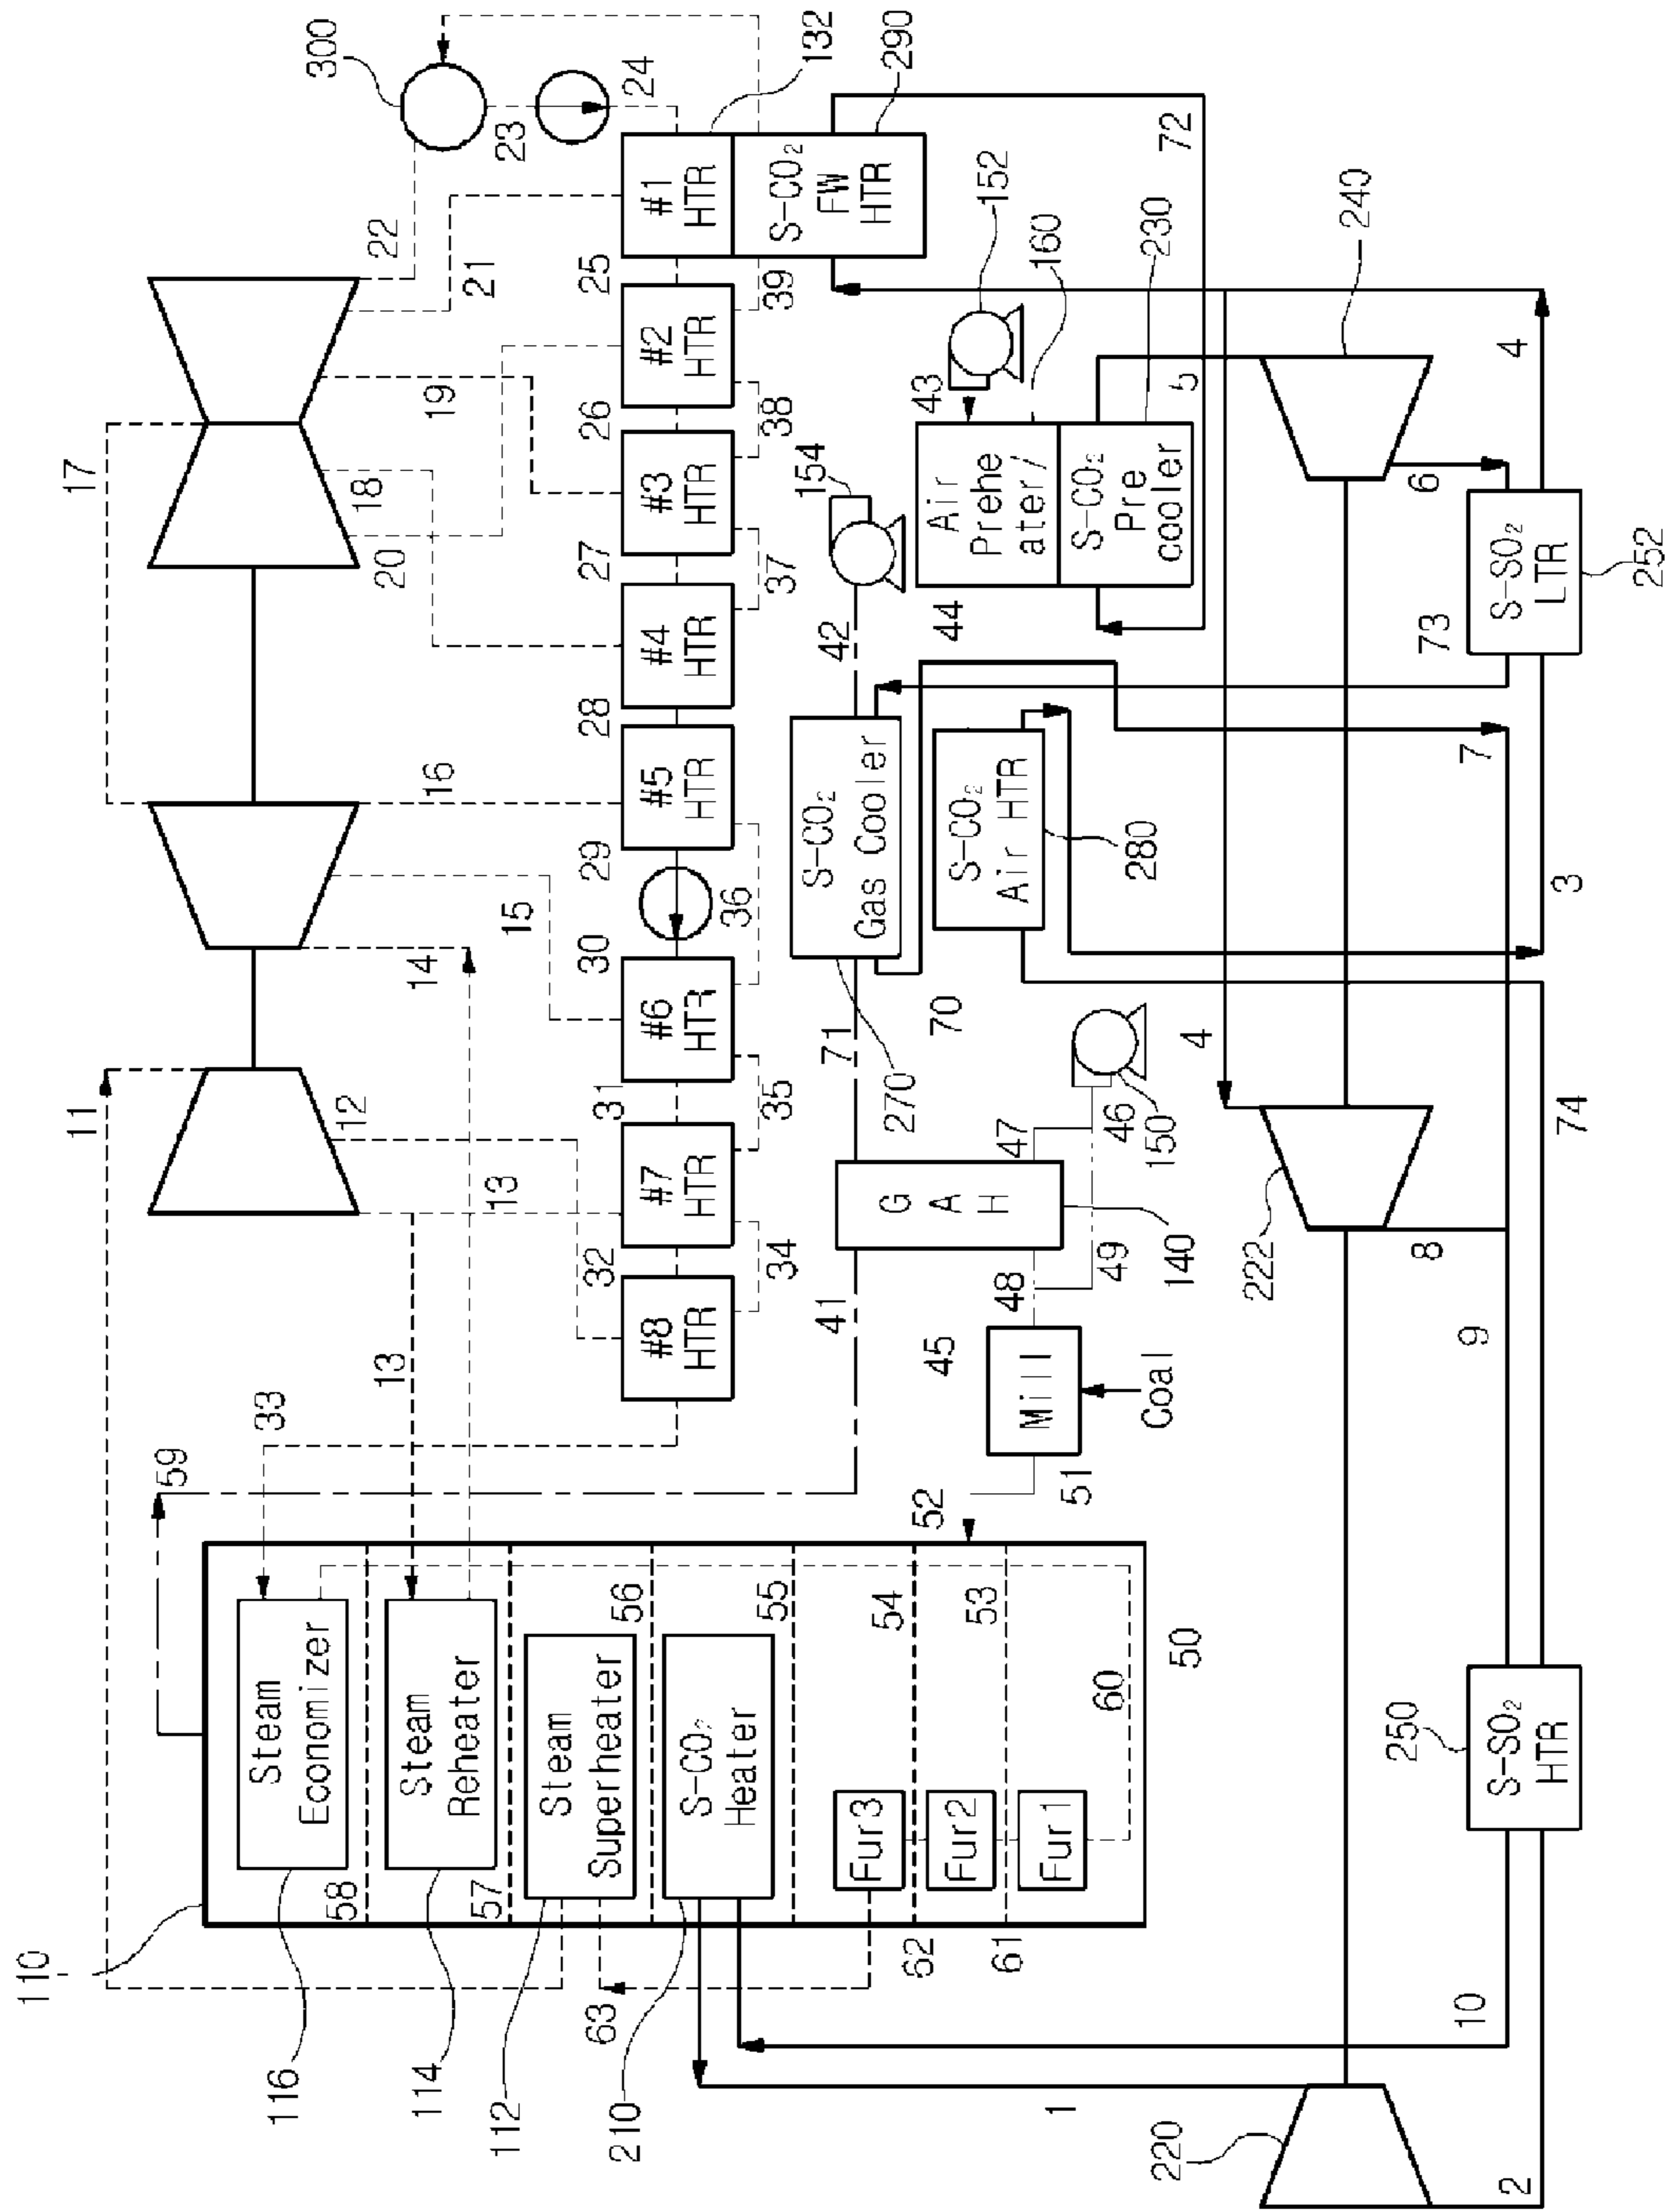 110
116
Steam
Economizer
58
33
59
114
Steam
Reheater
57
13
112
Steam
Superheater
56
63
210
S-CO₂
Heater
55
54
Fur3
62
53
Fur2
61
Fur1
60
50
52
11
12
13
14
15
16
17
18
19
20
21
22
300
23
24
132
290
#1
HTR
S-CO₂
FW
HTR
25
#2
HTR
39
26
#3
HTR
38
27
#4
HTR
37
28
#5
HTR
29
36
30
#6
HTR
31
35
#7
HTR
32
34
#8
HTR
41
71
42
154
S-CO₂
Gas Cooler
270
70
S-CO₂
Air HTR
280
43
152
160
Air
Prehe
ater/
S-CO₂
Pre
cooler
44
230
72
5
240
G
A
H
140
47
46
150
48
49
45
Mill
51
Coal
4
4
6
73
S-SO₂
LTR
252
7
3
222
8
9
74
250
S-SO₂
HTR
10
1
220
2